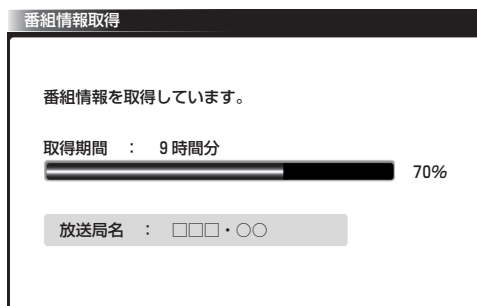 番組情報取得
番組情報を取得しています。
取得期間 : 9時間分
70%
放送局名 : □□□・○○